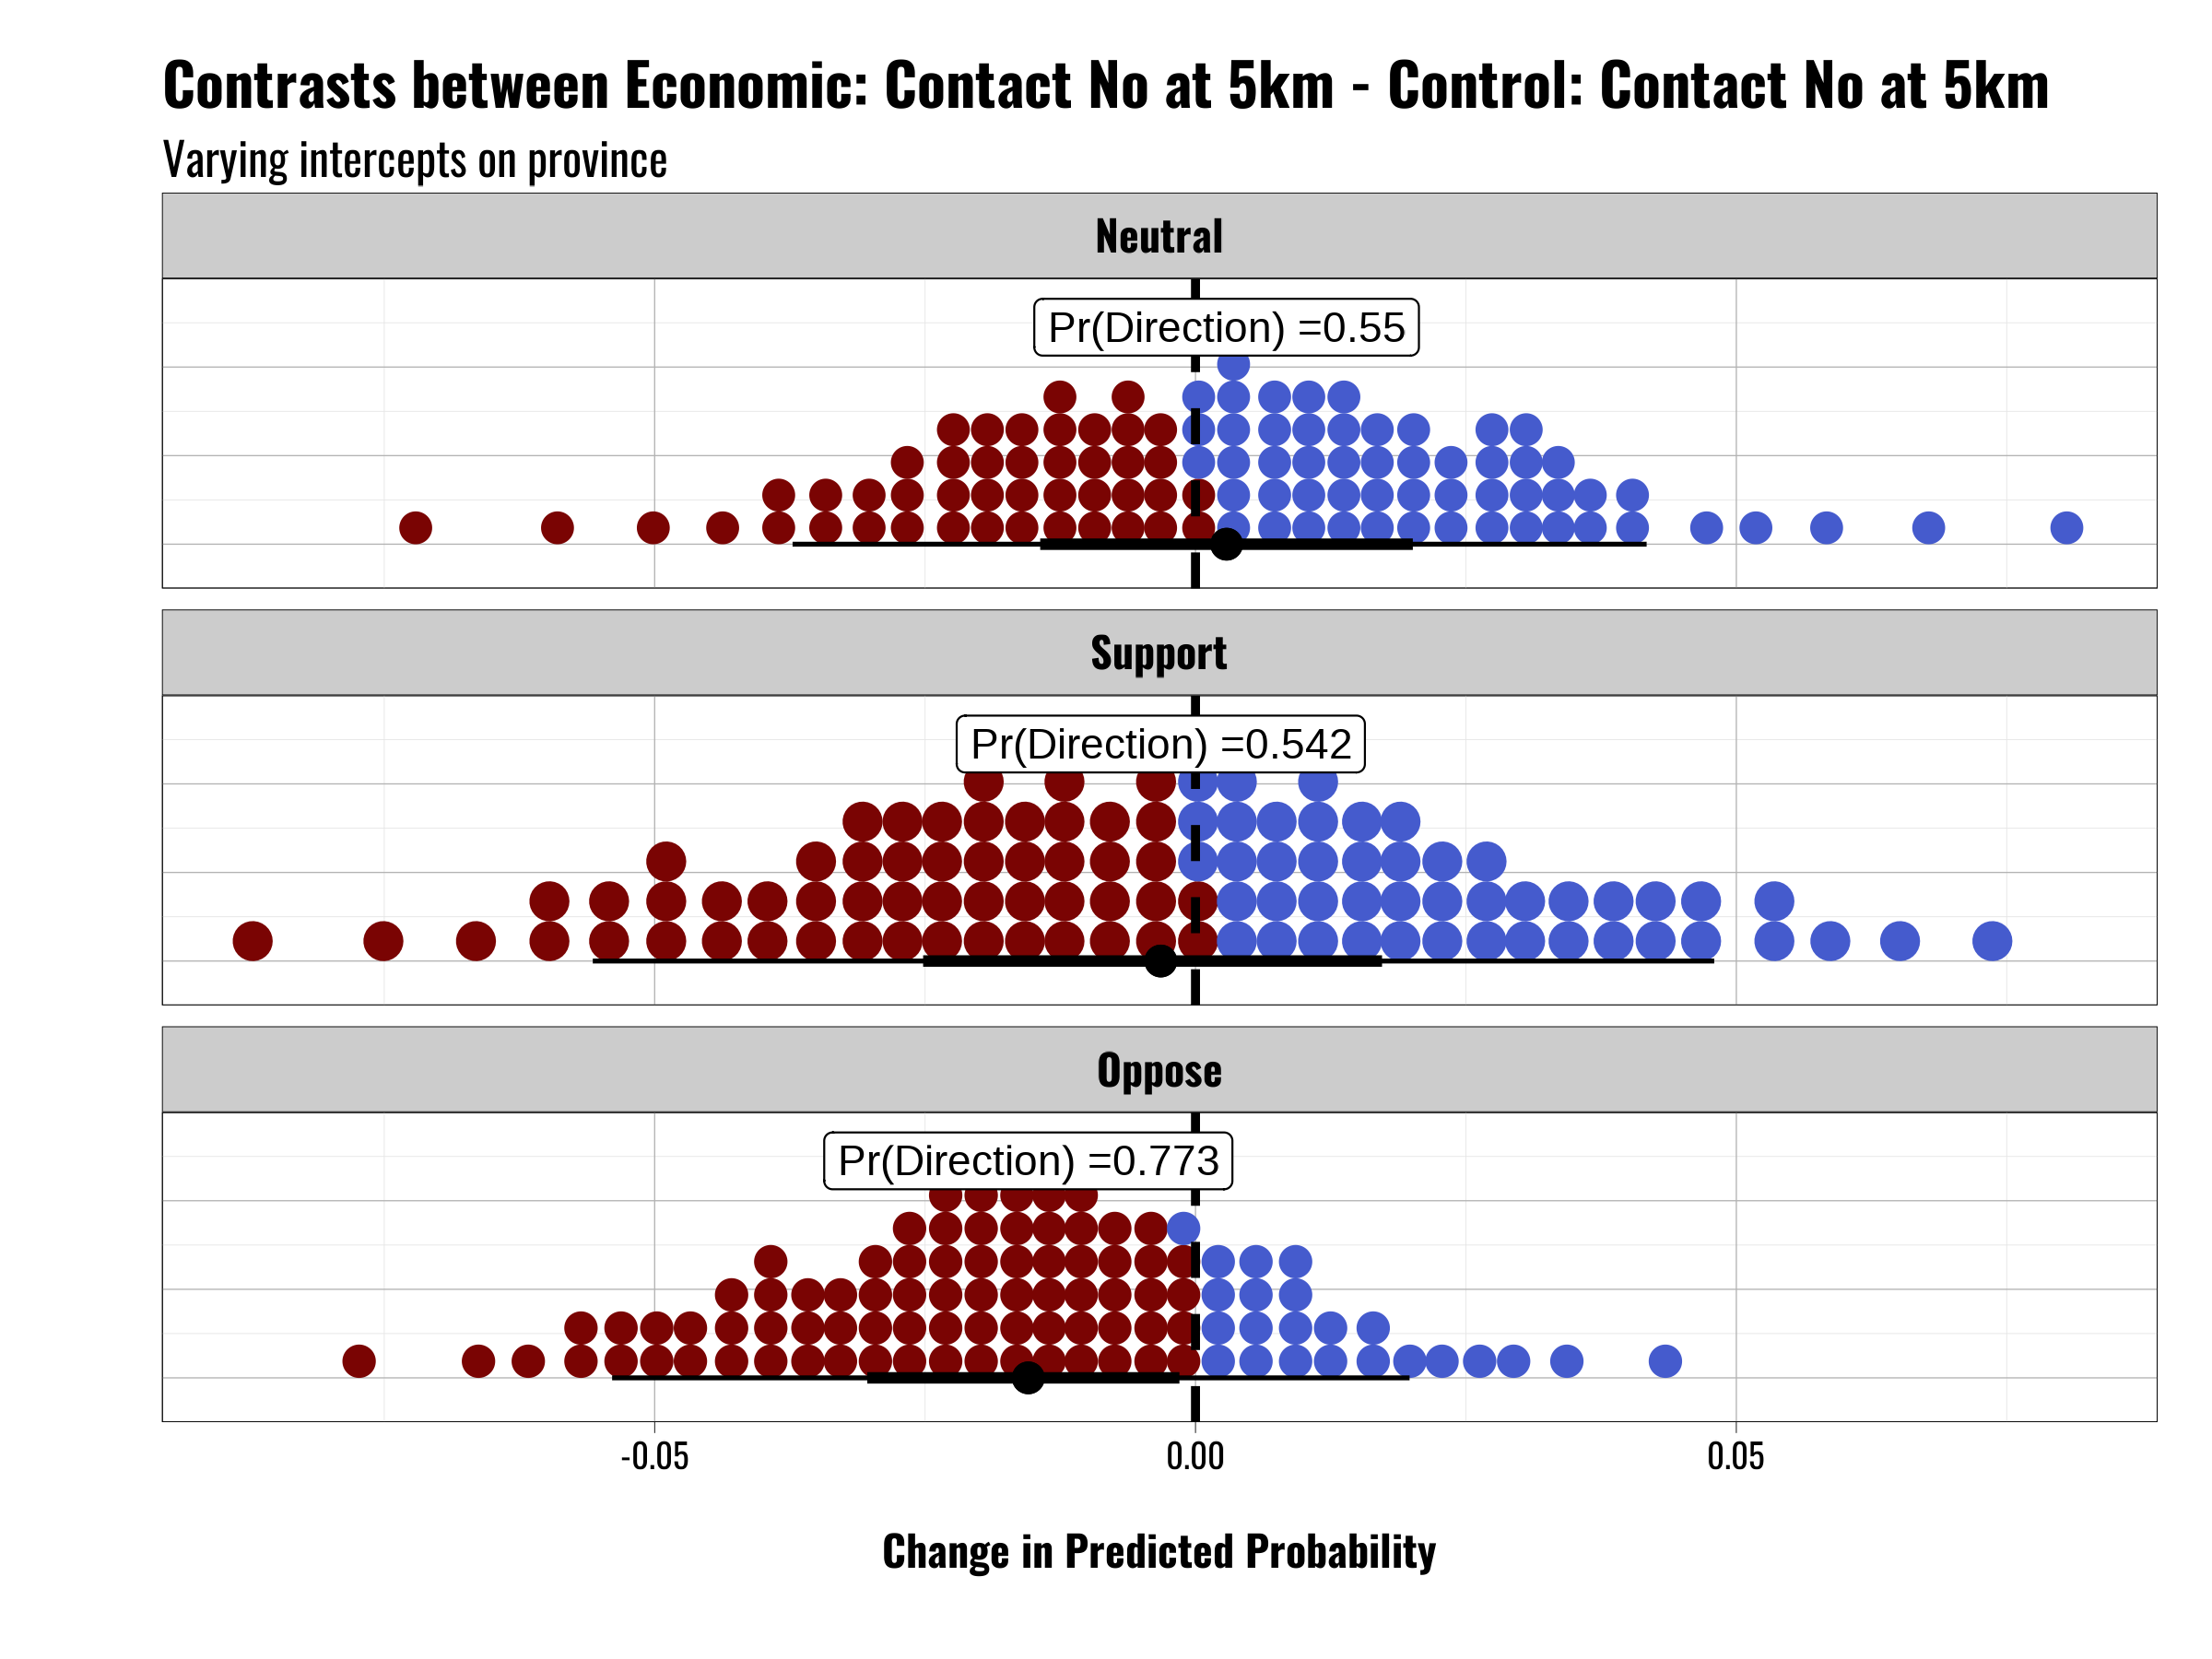 Contrasts between Economic: Contact No at 5km - Control: Contact No at 5km
Varying intercepts on province
Neutral
Pr(Direction) =0.55
Support
Pr(Direction) =0.542
Oppose
Pr(Direction) =0.773
-0.05 0.00 0.05
Change in Predicted Probability